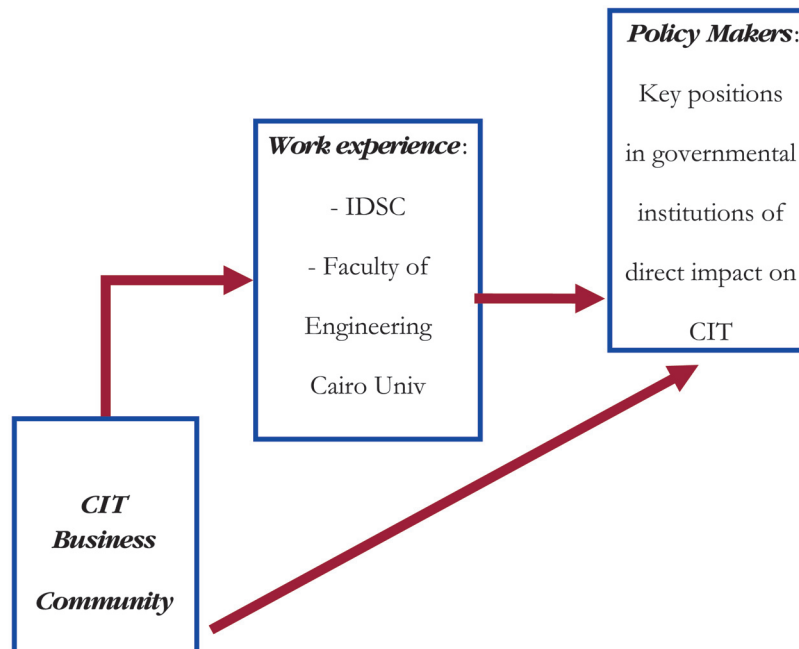 Policy Makers:
Key positions
in governmental
institutions of
direct impact on
CIT
Work experience:
- IDSC
- Faculty of
Engineering
Cairo Univ
CIT
Business
Community